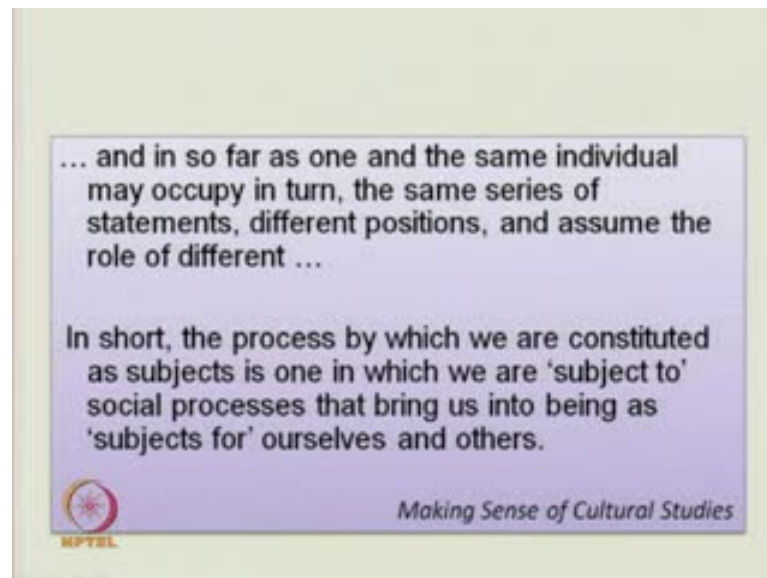 ... and in so far as one and the same individual
may occupy in turn, the same series of
statements, different positions, and assume the
role of different ...
In short, the process by which we are constituted
as subjects is one in which we are ‘subject to’
social processes that bring us into being as
‘subjects for’ ourselves and others.
Making Sense of Cultural Studies
NPTEL